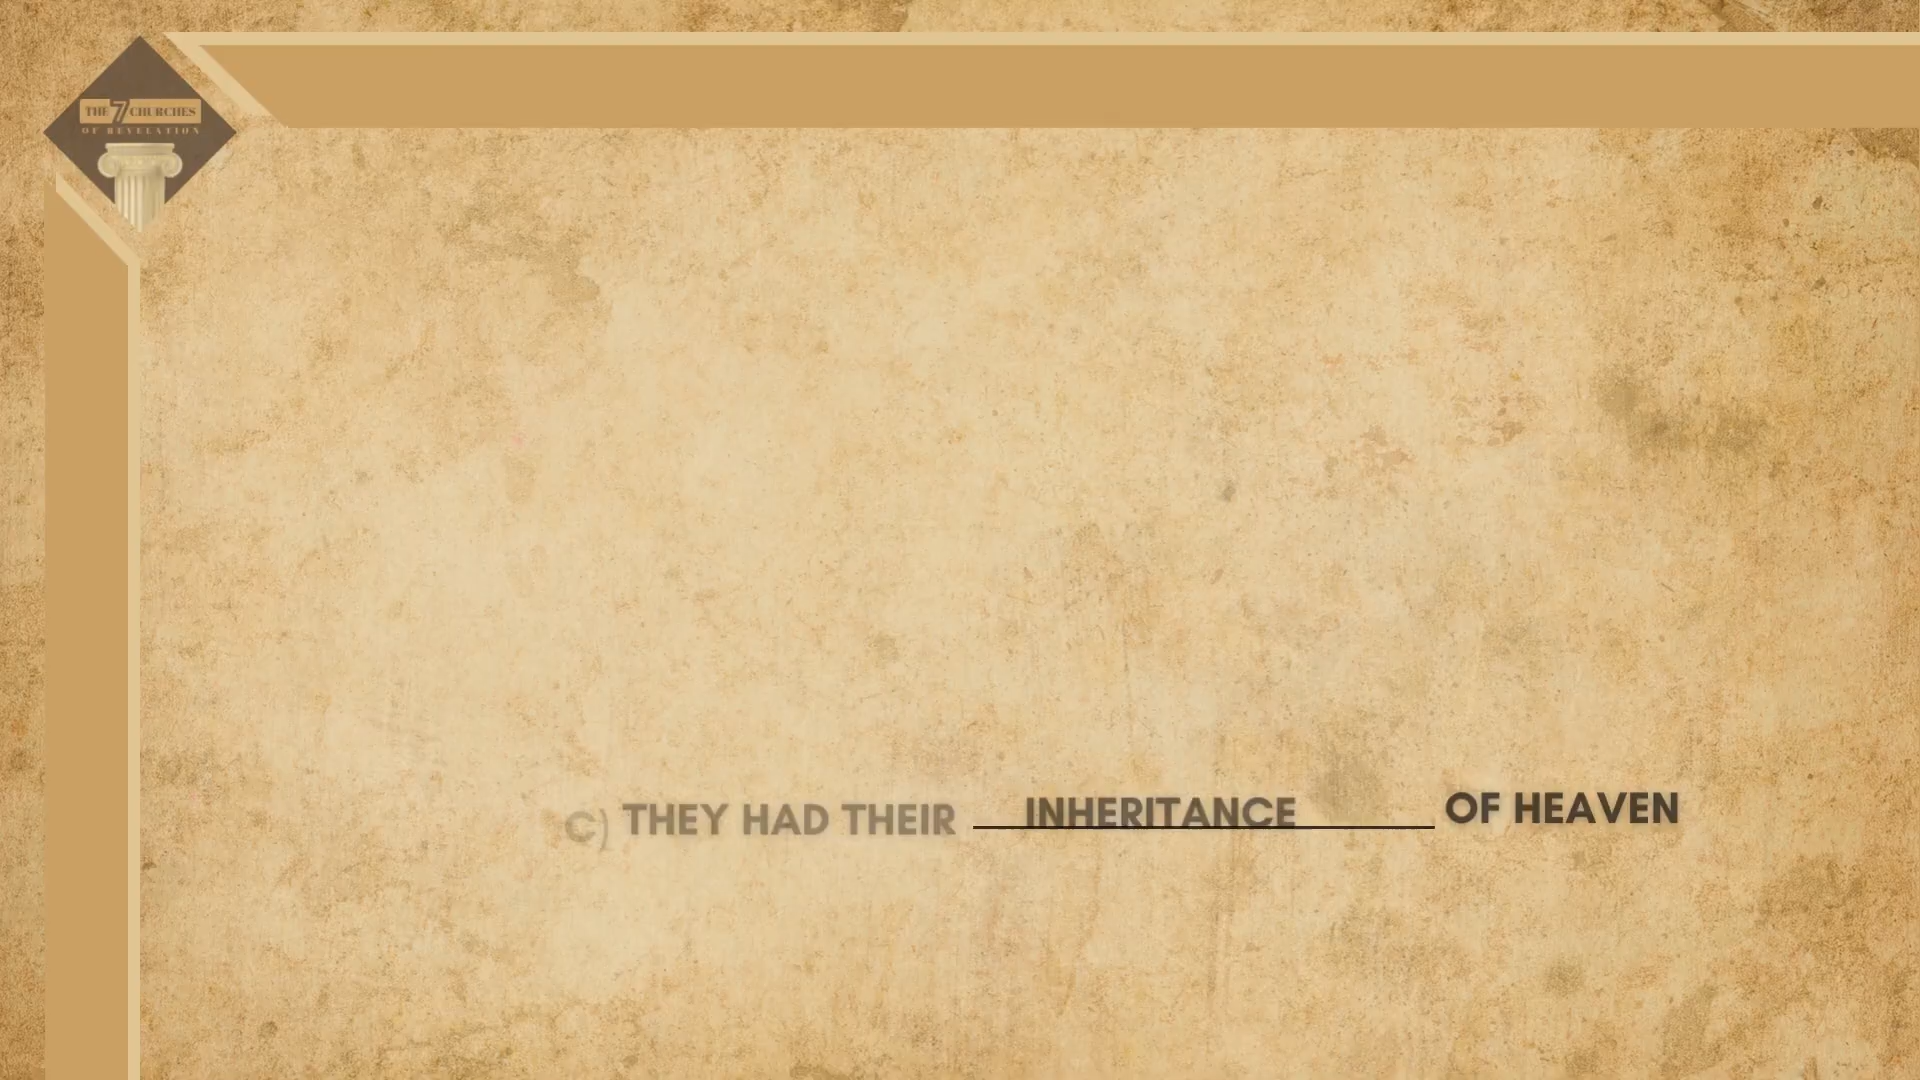 THE 7 CHURCHES
OF REVELATION
C) THEY HAD THEIR INHERITANCE OF HEAVEN